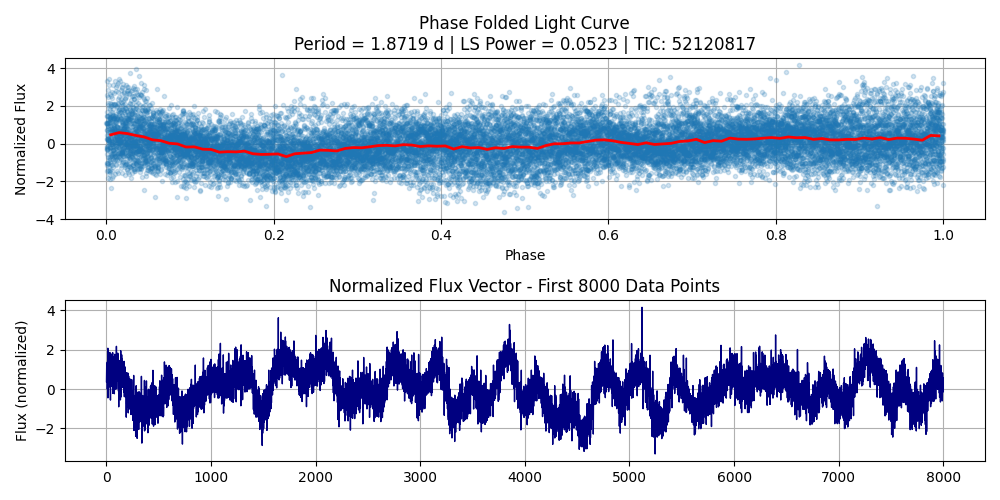 Phase Folded Light Curve
Period = 1.8719 d | LS Power = 0.0523 | TIC: 52120817
Normalized Flux
4
2
0
−2
−4
0.0 0.2 0.4 0.6 0.8 1.0
Phase
Normalized Flux Vector - First 8000 Data Points
Flux (normalized)
4
2
0
−2
0 1000 2000 3000 4000 5000 6000 7000 8000